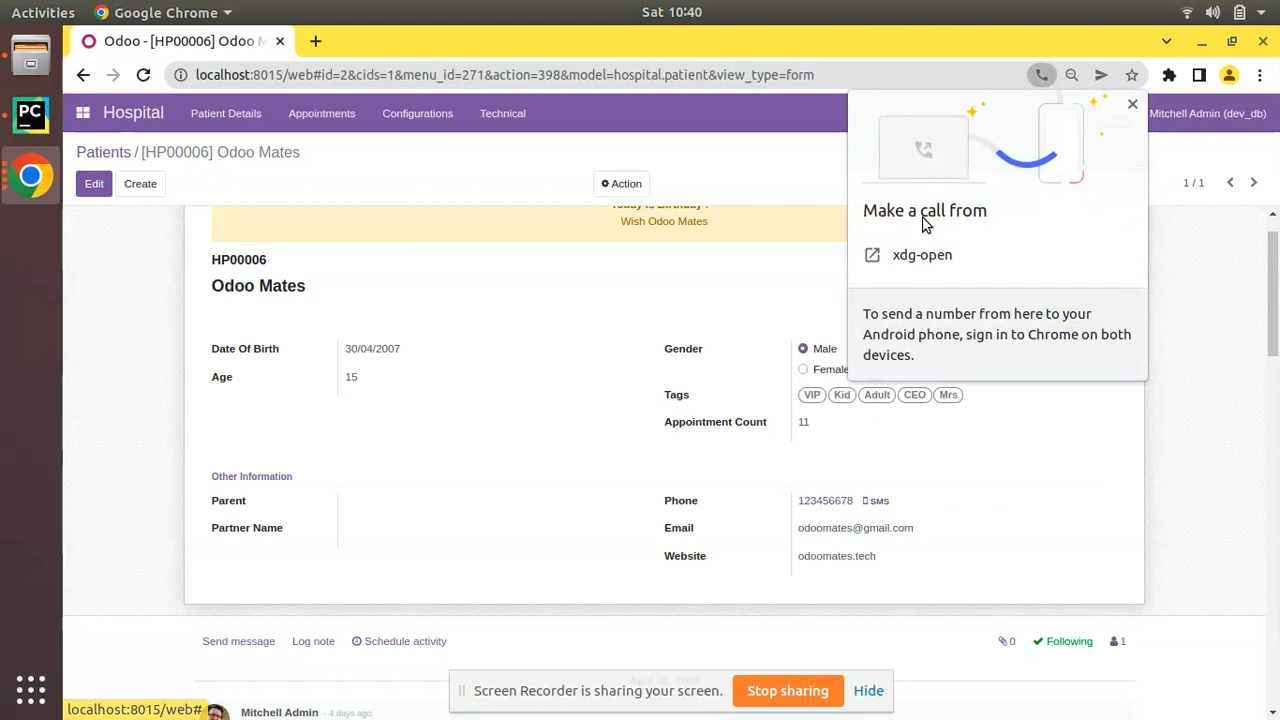 Activities
Google Chrome
Sat 10:40
PC
Odoo - [HP00006] Odoo M
localhost:8015/web#id=2&cids=1&menu_id=271&action=398&model=hospital.patient&view_type=form
Hospital
Patient Details
Appointments
Configurations
Technical
Mitchell Admin (dev_db)
Patients / [HP00006] Odoo Mates
Edit
Create
Action
1 / 1
Wish Odoo Mates
HP00006
Odoo Mates
Make a call from
xdg-open
To send a number from here to your
Android phone, sign in to Chrome on both
devices.
Date Of Birth
30/04/2007
Age
15
Gender
Male
Female
Tags
VIP
Kid
Adult
CEO
Mrs
Appointment Count
11
Other Information
Parent
Partner Name
Phone
123456678
SMS
Email
odoomates@gmail.com
Website
odoomates.tech
Send message
Log note
Schedule activity
0
Following
1
Screen Recorder is sharing your screen.
Stop sharing
Hide
localhost:8015/web#
Mitchell Admin - 4 days ago